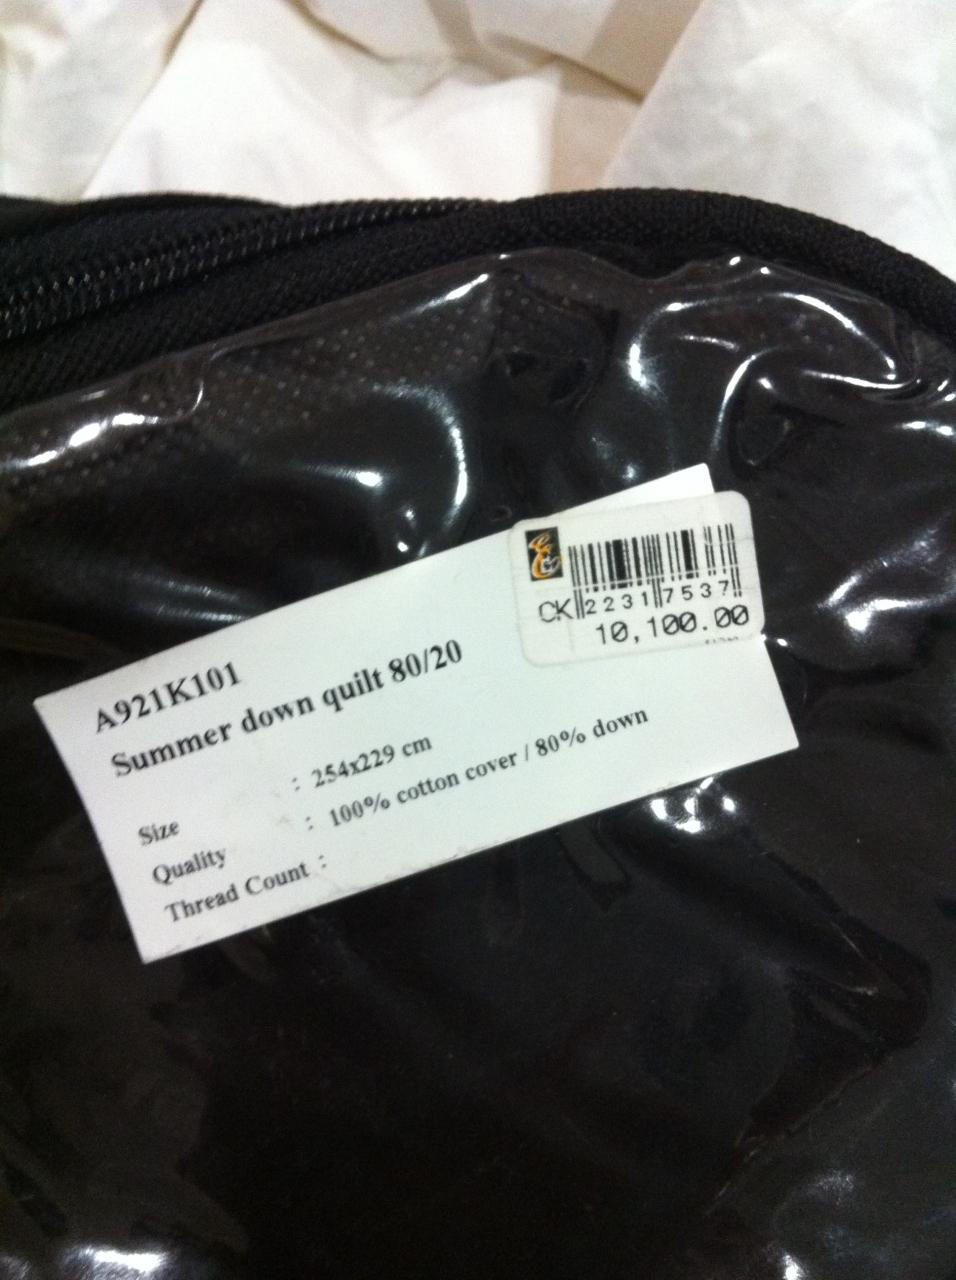 CK 2231 7537
10,100.00
A921K101
Summer down quilt 80/20
Size : 254x229 cm
Quality : 100% cotton cover / 80% down
Thread Count :